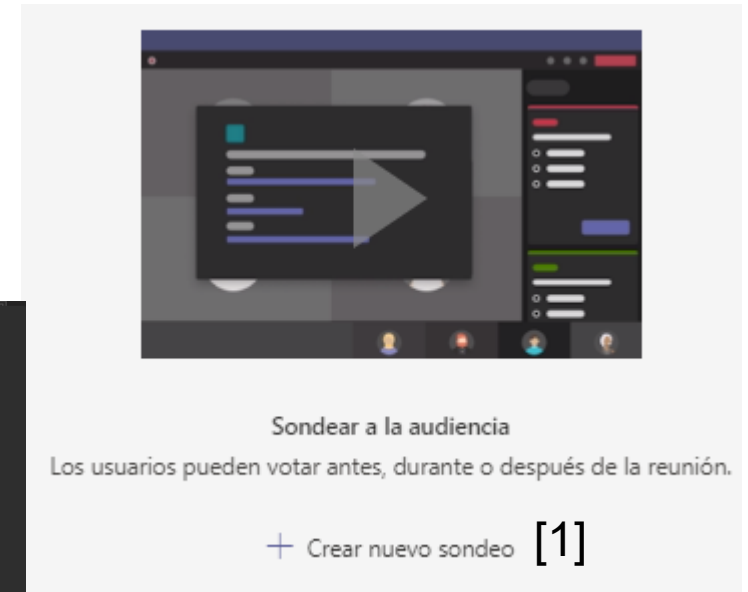 Sondear a la audiencia
Los usuarios pueden votar antes, durante o después de la reunión.
+ Crear nuevo sondeo [1]